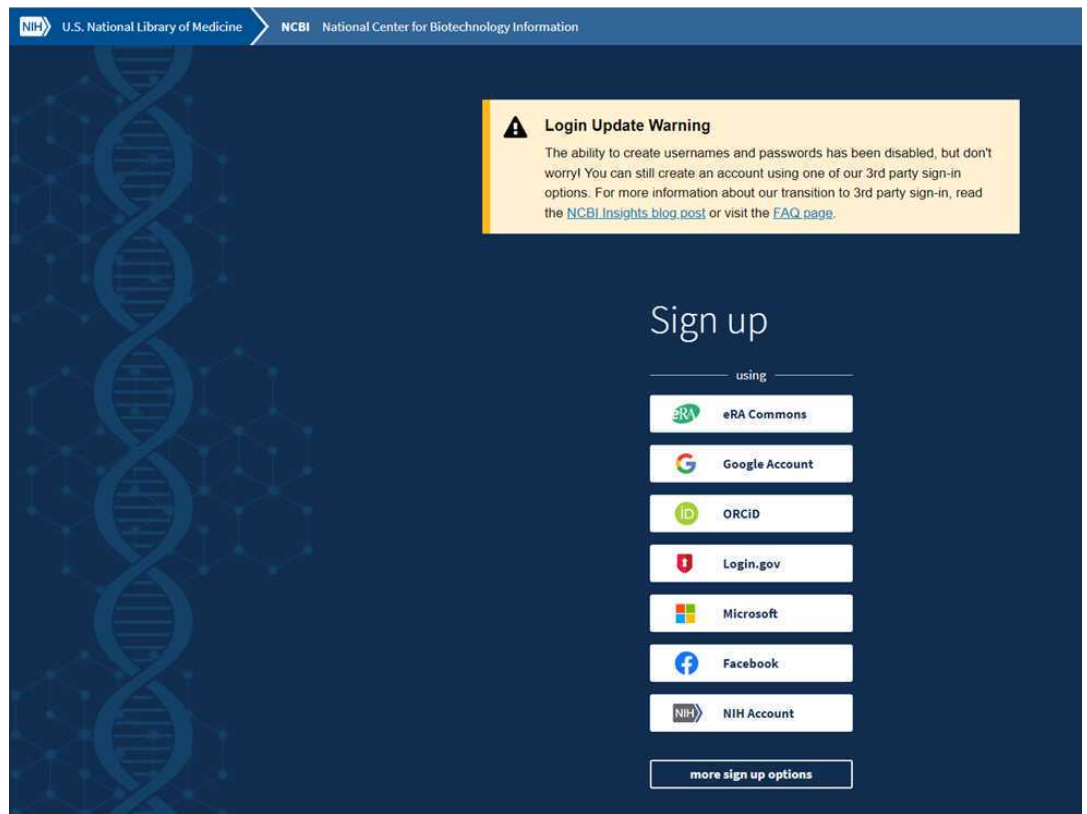 NIH U.S. National Library of Medicine NCBI National Center for Biotechnology Information
Login Update Warning
The ability to create usernames and passwords has been disabled, but don't
worry! You can still create an account using one of our 3rd party sign-in
options. For more information about our transition to 3rd party sign-in, read
the NCBI Insights blog post or visit the FAQ page.
Sign up
using
eRA eRA Commons
G Google Account
iD ORCiD
Login.gov
Microsoft
f Facebook
NIH NIH Account
more sign up options